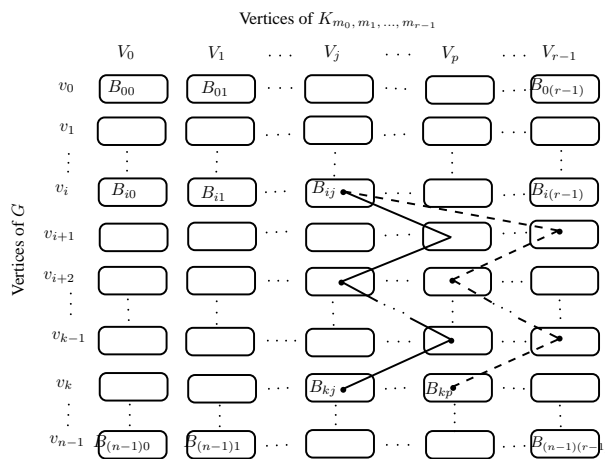 Vertices of K_{m_0, m_1, ..., m_{r-1}}
V_0 V_1 · · · V_j · · · V_p · · · V_{r-1}
v_0 B_{00} B_{01} · · · · · · · · · B_{0(r-1)}
v_1 · · · · · · · · ·
v_i B_{i0} B_{i1} · · · B_{ij} · · · · · · B_{i(r-1)}
Vertices of G
v_{i+1} · · · · · · · · ·
v_{i+2} · · · · · · · · ·
v_{k-1} · · · · · · · · ·
v_k · · · B_{kj} · · · B_{kp} · · ·
v_{n-1} B_{(n-1)0} B_{(n-1)1} · · · · · · · · · B_{(n-1)(r-1)}